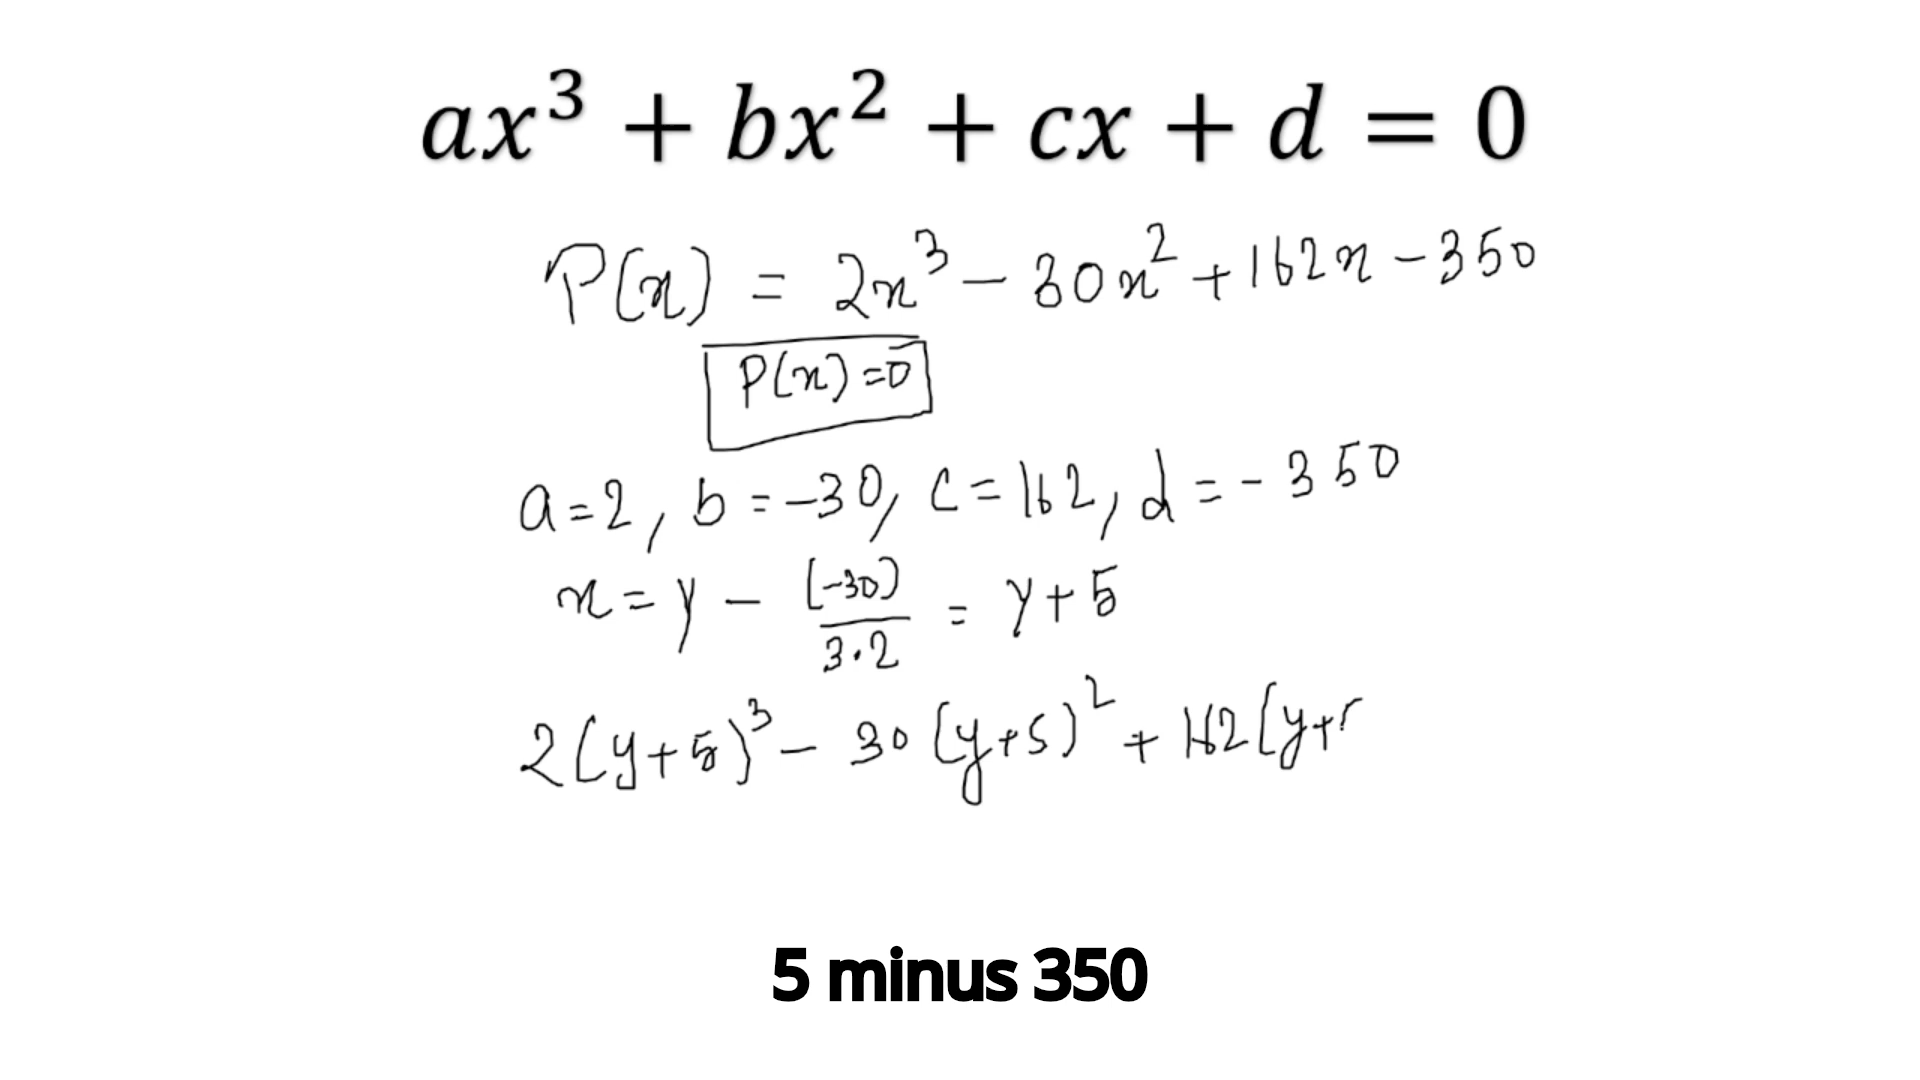 ax³ + bx² + cx + d = 0
P(x) = 2x³ - 30x² + 162x - 350
P(x) = 0
a = 2, b = -30, c = 162, d = -350
x = y - (-30)/3·2 = y + 5
2(y+5)³ - 30(y+5)² + 162(y+
5 minus 350